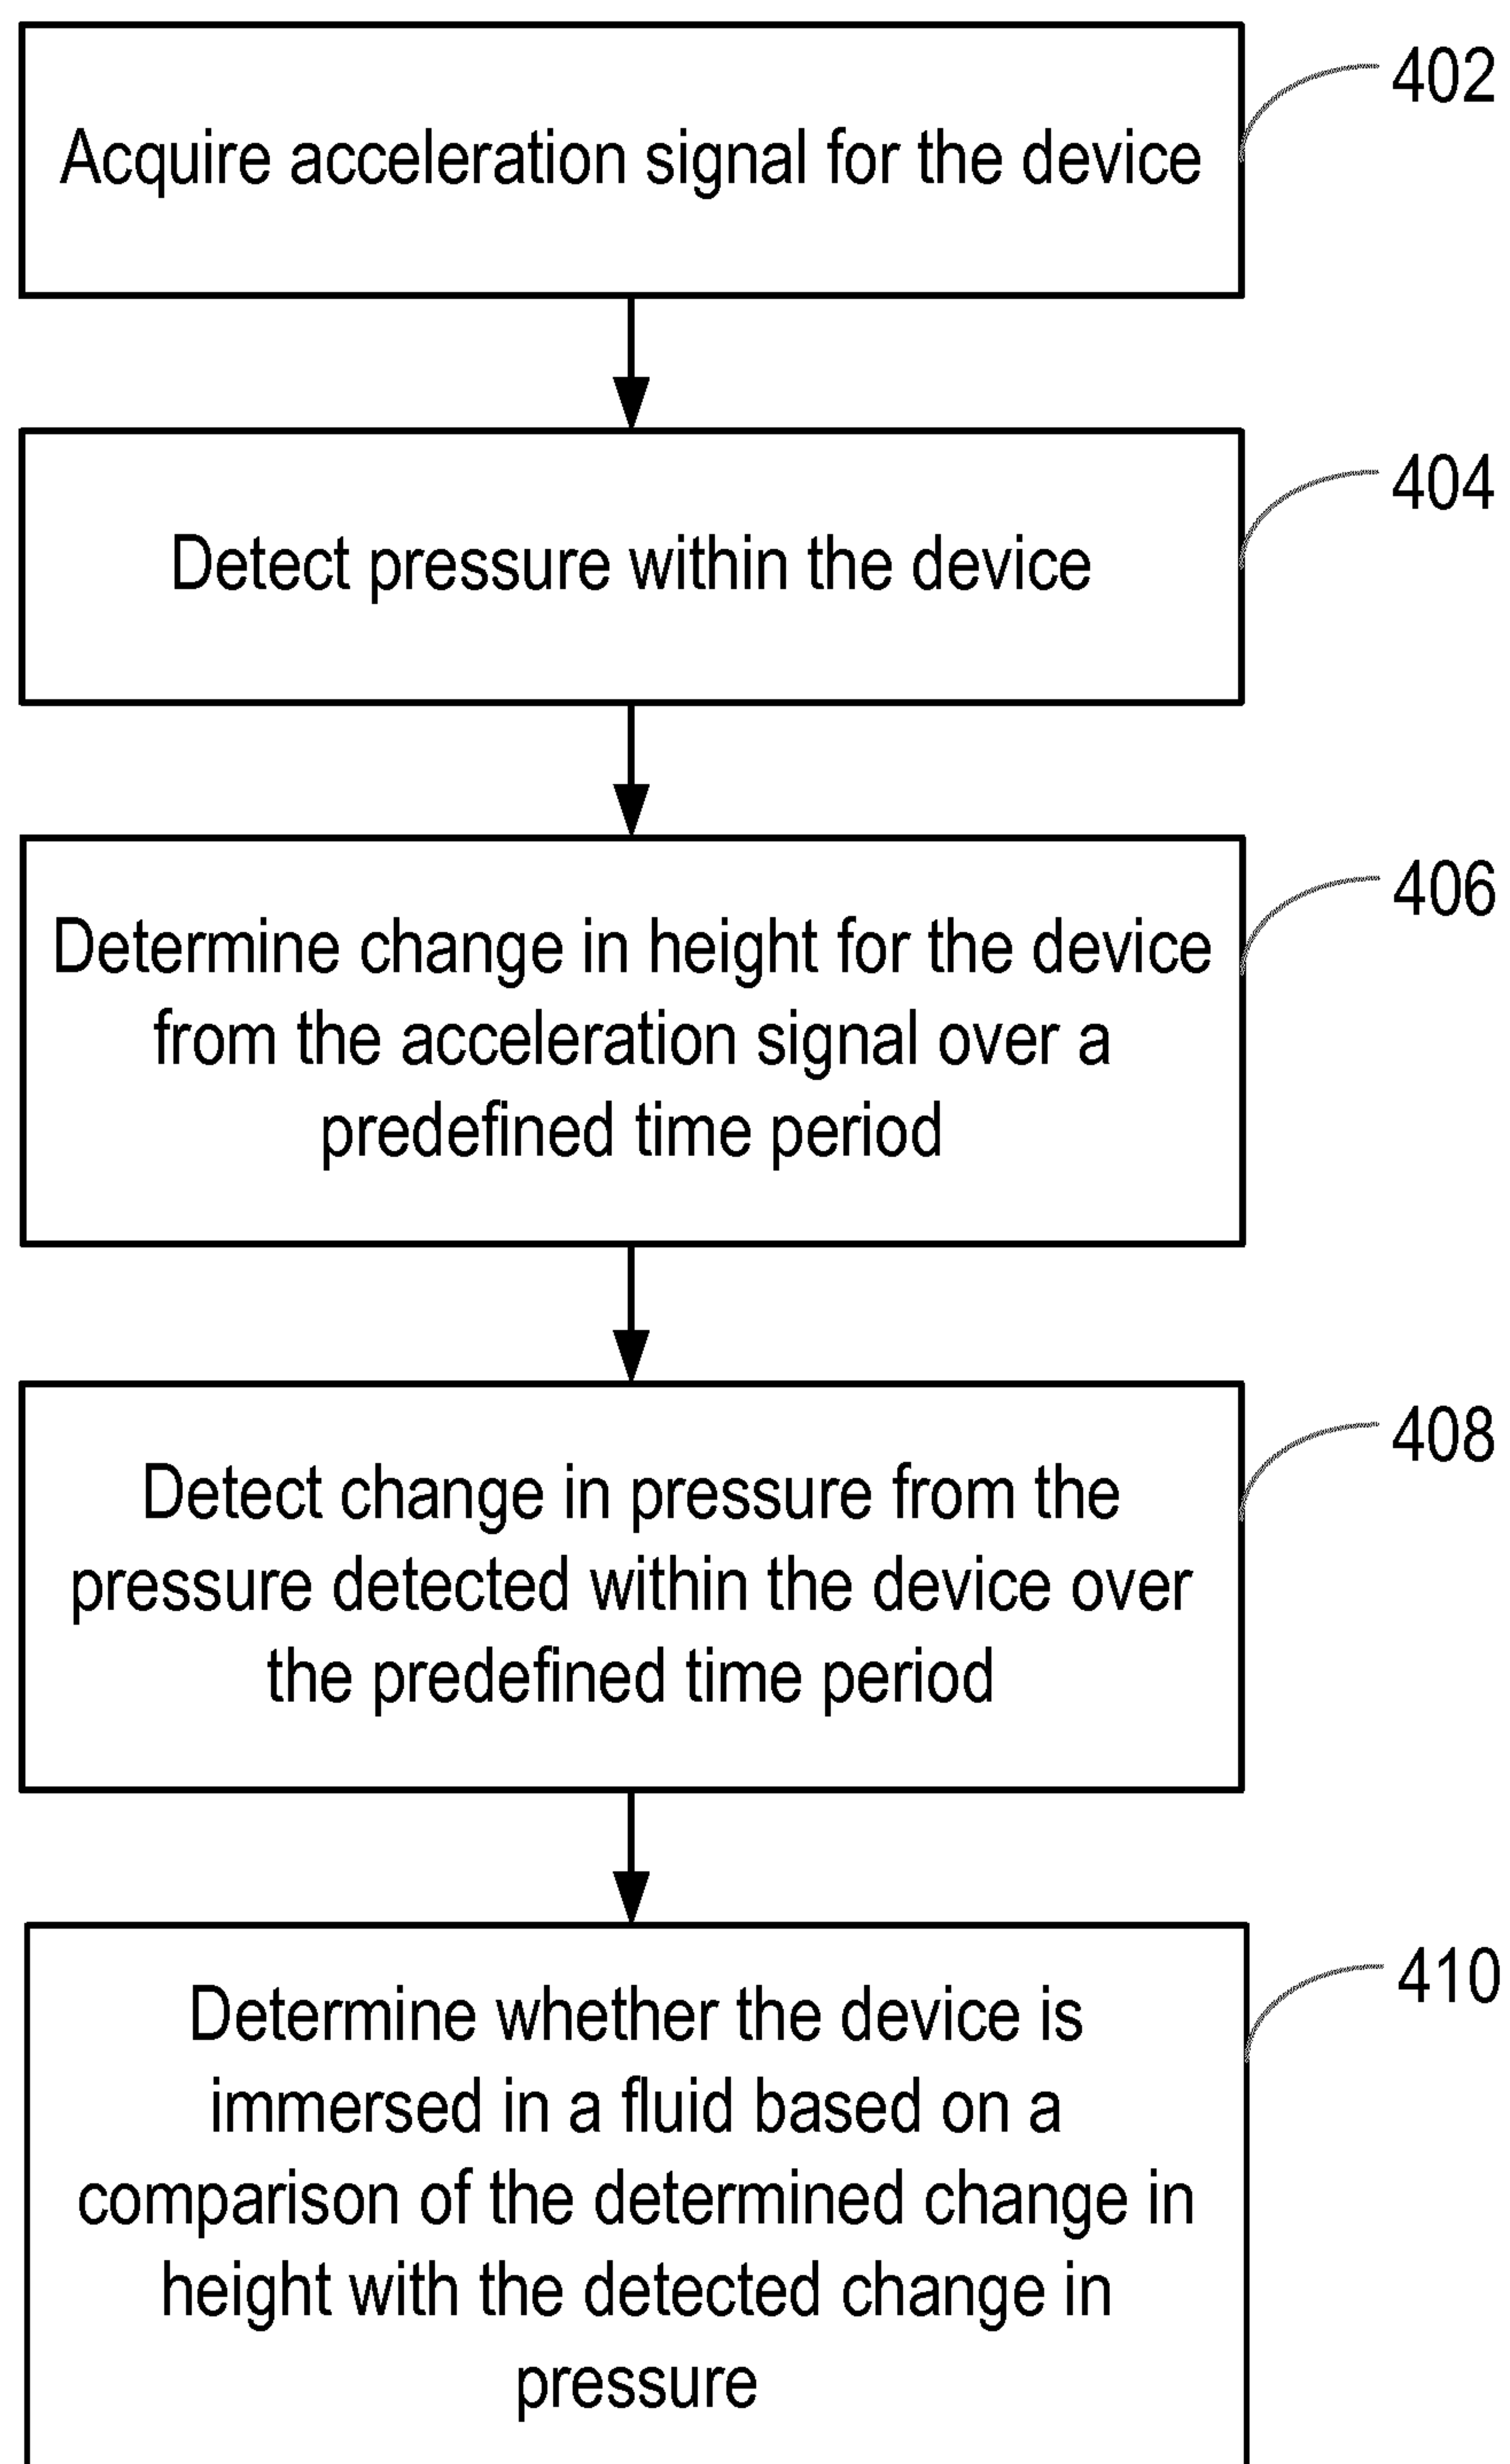 402
Acquire acceleration signal for the device
404
Detect pressure within the device
406
Determine change in height for the device
from the acceleration signal over a
predefined time period
408
Detect change in pressure from the
pressure detected within the device over
the predefined time period
410
Determine whether the device is
immersed in a fluid based on a
comparison of the determined change in
height with the detected change in
pressure